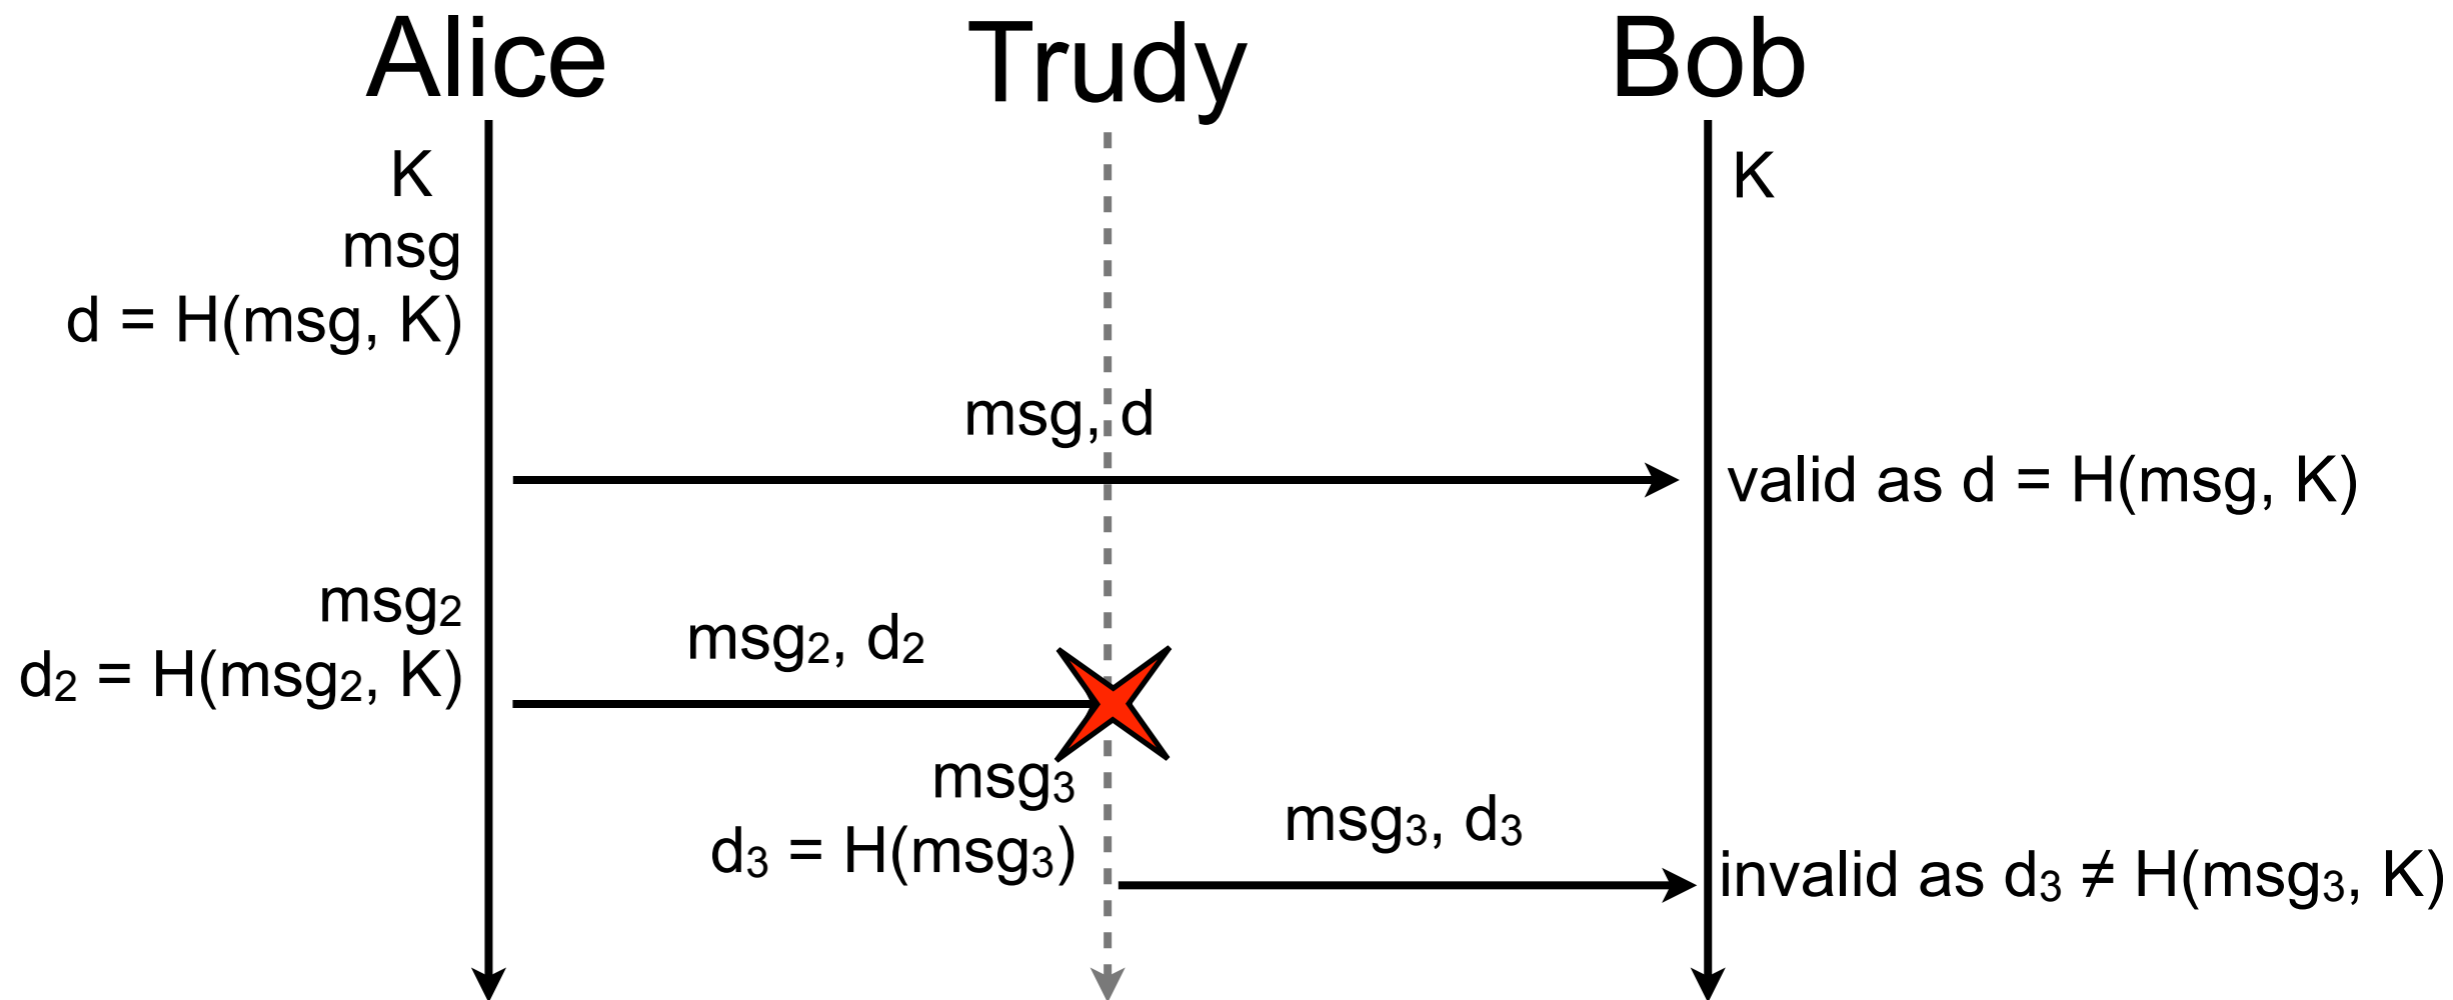 Alice
Trudy
Bob
K
K
msg
d = H(msg, K)
msg, d
valid as d = H(msg, K)
msg₂
d₂ = H(msg₂, K)
msg₂, d₂
msg₃
d₃ = H(msg₃)
msg₃, d₃
invalid as d₃ ≠ H(msg₃, K)